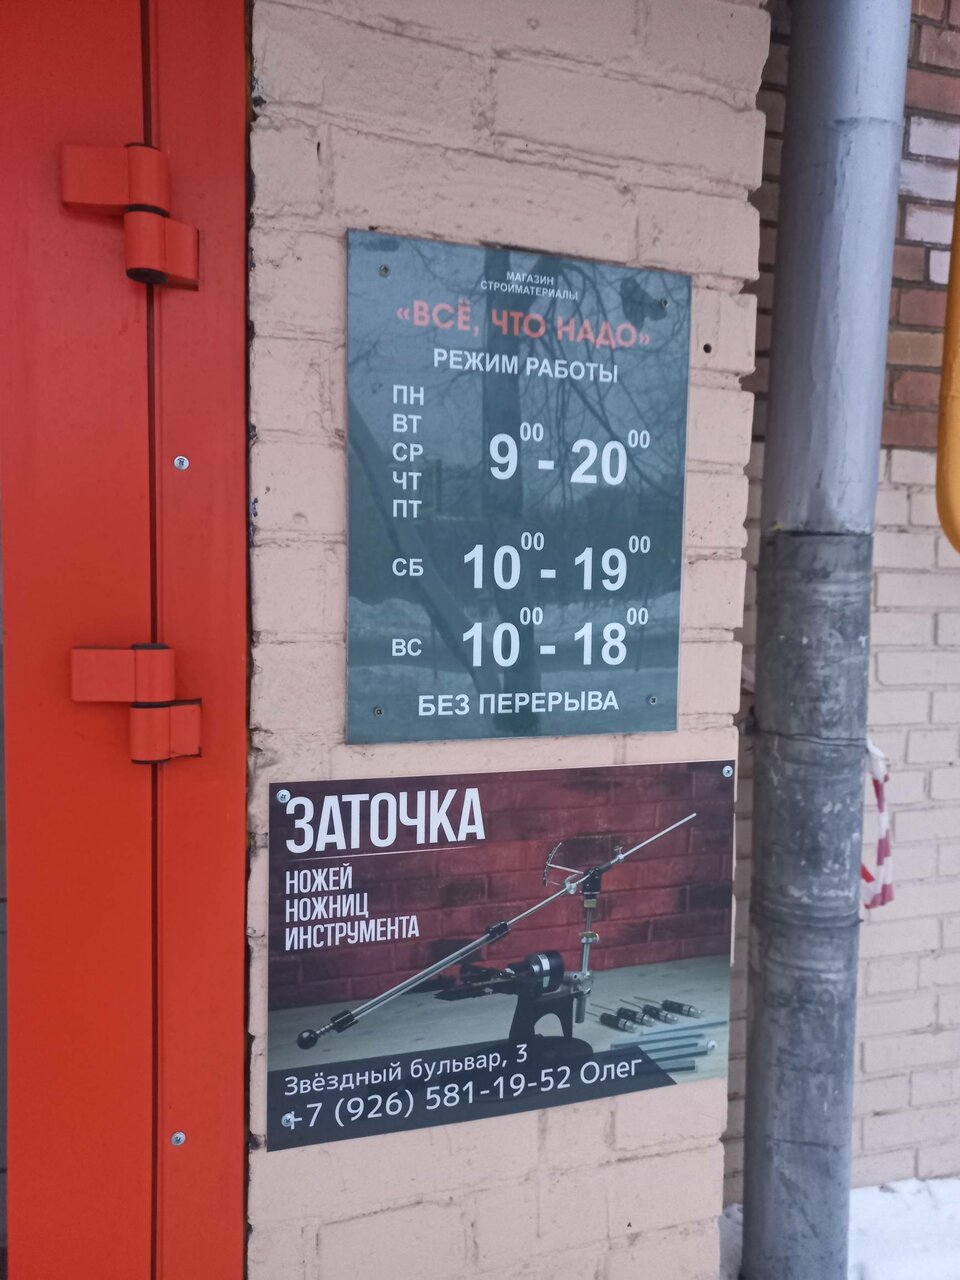 МАГАЗИН
СТРОЙМАТЕРИАЛЫ
«ВСЁ, ЧТО НАДО»
РЕЖИМ РАБОТЫ
ПН
ВТ
СР
ЧТ
ПТ
9⁰⁰ - 20⁰⁰
СБ 10⁰⁰ - 19⁰⁰
ВС 10⁰⁰ - 18⁰⁰
БЕЗ ПЕРЕРЫВА
ЗАТОЧКА
НОЖЕЙ
НОЖНИЦ
ИНСТРУМЕНТА
Звёздный бульвар, 3
+7 (926) 581-19-52 Олег